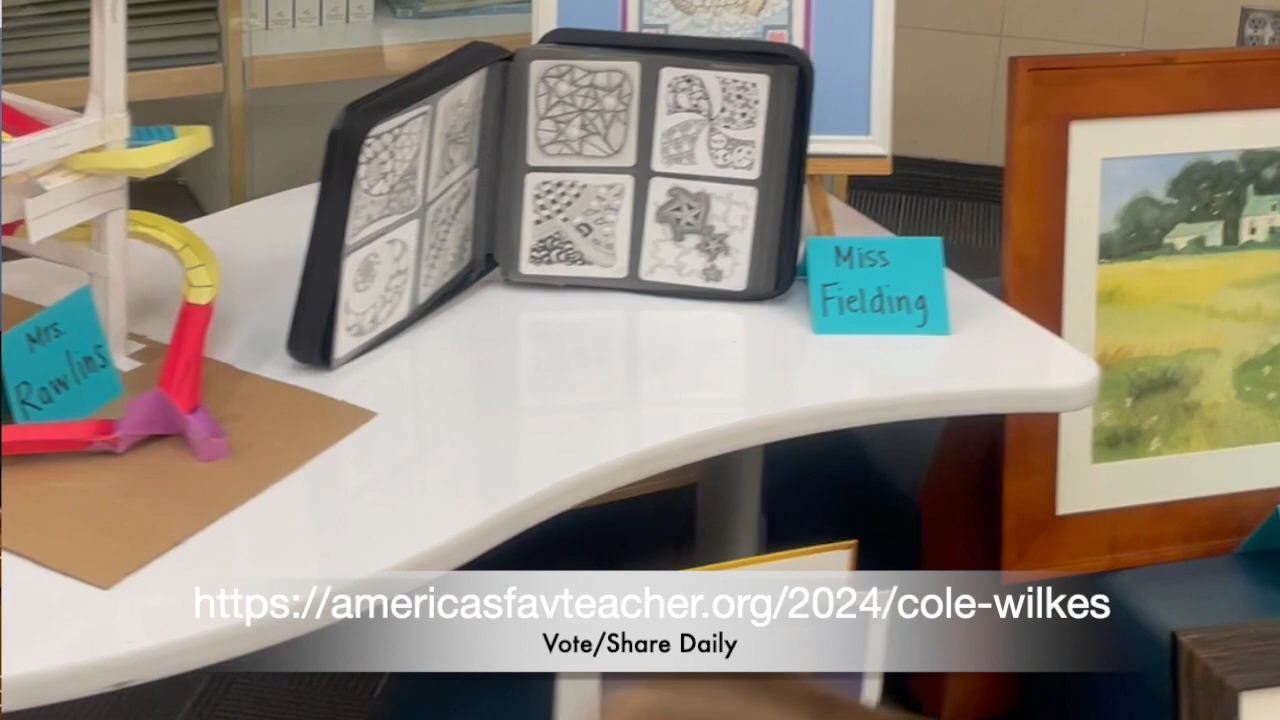 Miss
Fielding
Mrs.
Rawlins
https://americasfavteacher.org/2024/cole-wilkes
Vote/Share Daily